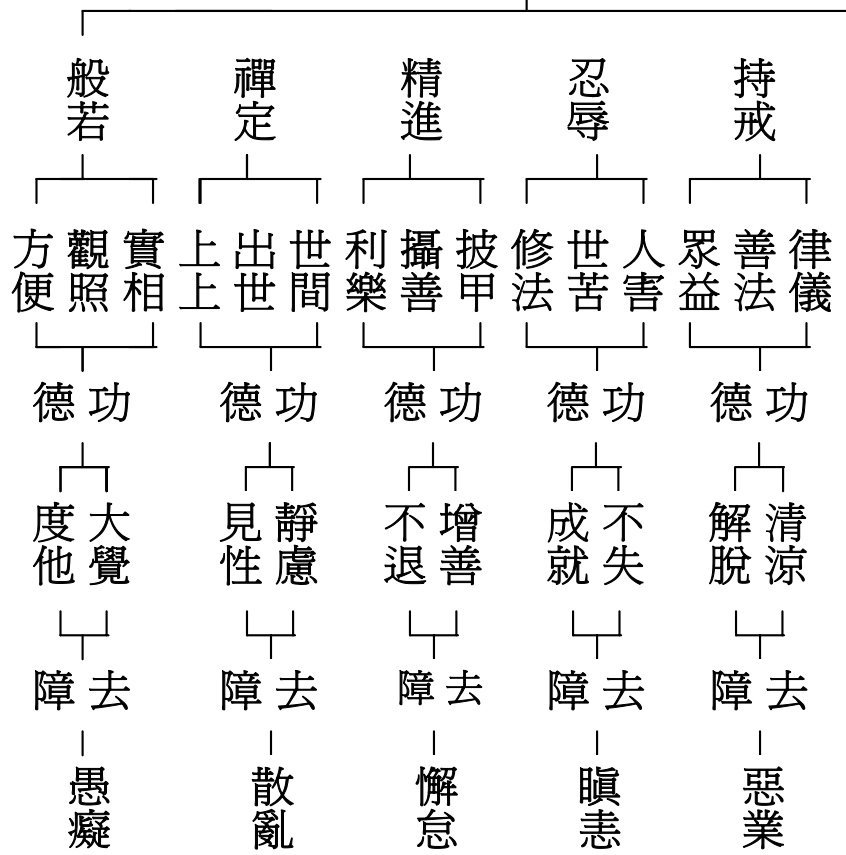 持戒
忍辱
精進
禪定
般若
律儀
善法
眾益
人害
世苦
修法
披甲
攝善
利樂
世間
出世
上上
實相
觀照
方便
功德
功德
功德
功德
功德
清涼
解脫
不失
成就
增善
不退
靜慮
見性
大覺
度他
去障
去障
去障
去障
去障
惡業
瞋恚
懈怠
散亂
愚癡